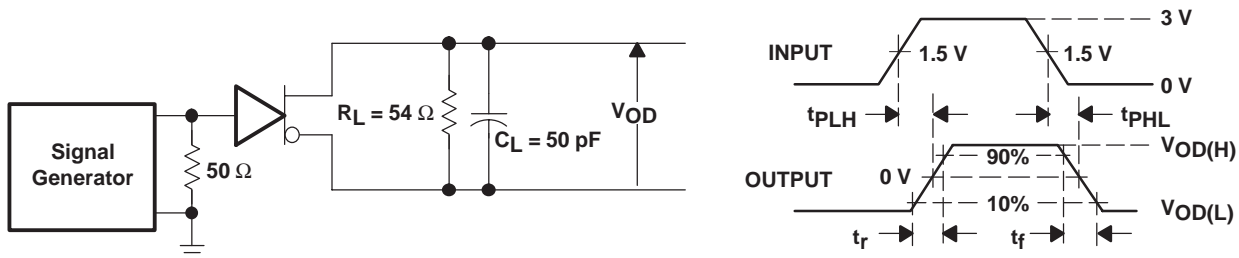 Signal
Generator
50 Ω
RL = 54 Ω
CL = 50 pF
VOD
INPUT
3 V
1.5 V
1.5 V
0 V
tPLH
tPHL
OUTPUT
VOD(H)
90%
0 V
10%
VOD(L)
tr
tf